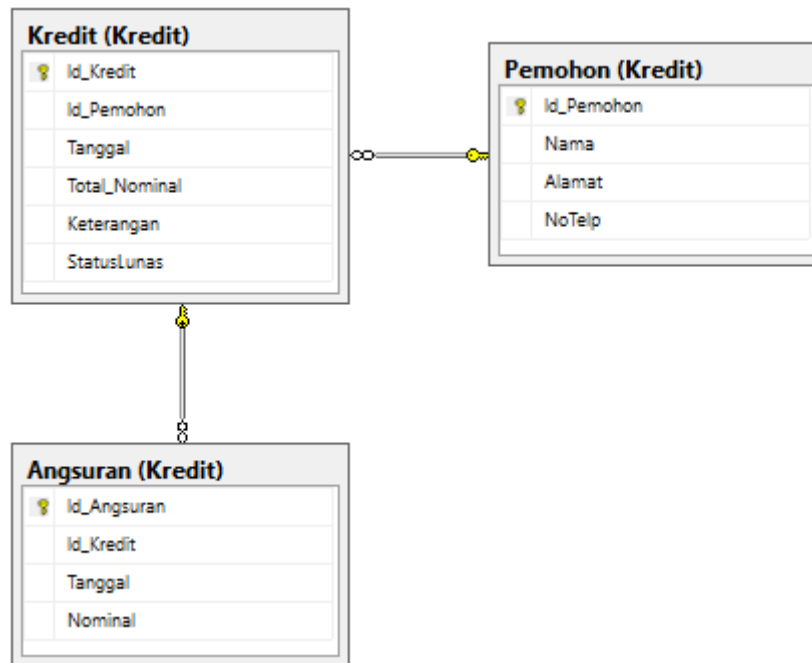 Kredit (Kredit)
Id_Kredit
Id_Pemohon
Tanggal
Total_Nominal
Keterangan
StatusLunas
Pemohon (Kredit)
Id_Pemohon
Nama
Alamat
NoTelp
Angsuran (Kredit)
Id_Angsuran
Id_Kredit
Tanggal
Nominal